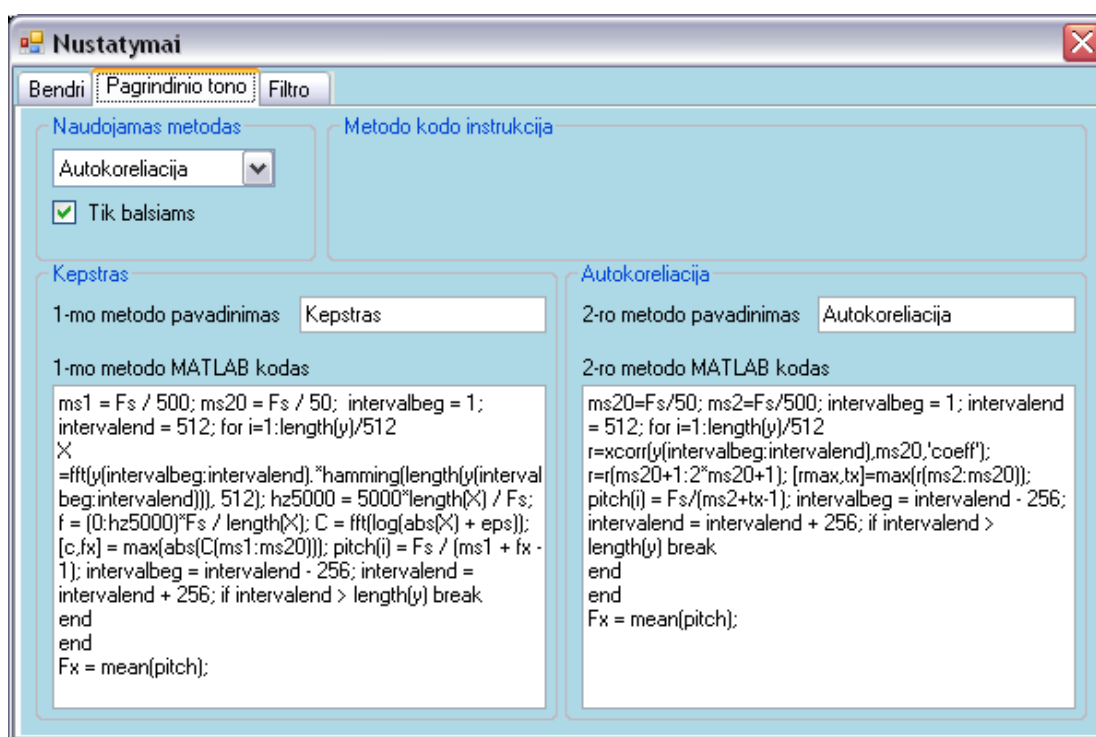 Nustatymai
Bendri Pagrindinio tono Filtro
Naudojamas metodas
Autokoreliacija
Tik balsiams
Metodo kodo instrukcija
Kepstras
1-mo metodo pavadinimas Kepstras
1-mo metodo MATLAB kodas
ms1 = Fs / 500; ms20 = Fs / 50; intervalbeg = 1;
intervalend = 512; for i=1:length(y)/512
X
=fft(y(intervalbeg:intervalend).*hamming(length(y(interval
beg:intervalend))), 512); hz5000 = 5000*length(X) / Fs;
f = (0:hz5000)*Fs / length(X); C = fft(log(abs(X) + eps));
[c,fx] = max(abs(C(ms1:ms20))); pitch(i) = Fs / (ms1 + fx -
1); intervalbeg = intervalend - 256; intervalend =
intervalend + 256; if intervalend > length(y) break
end
end
Fx = mean(pitch);
Autokoreliacija
2-ro metodo pavadinimas Autokoreliacija
2-ro metodo MATLAB kodas
ms20=Fs/50; ms2=Fs/500; intervalbeg = 1; intervalend
= 512; for i=1:length(y)/512
r=xcorr(y(intervalbeg:intervalend),ms20,'coeff');
r=r(ms20+1:2*ms20+1); [rmax,tx]=max(r(ms2:ms20));
pitch(i) = Fs/(ms2+tx-1); intervalbeg = intervalend - 256;
intervalend = intervalend + 256; if intervalend >
length(y) break
end
end
Fx = mean(pitch);